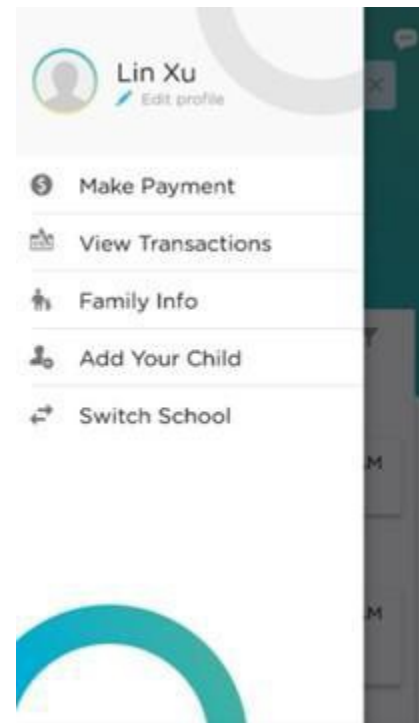 Lin Xu
Edit profile
Make Payment
View Transactions
Family Info
Add Your Child
Switch School
M
M